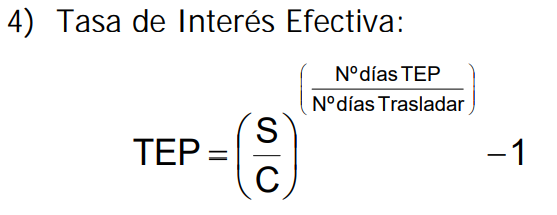 4) Tasa de Interés Efectiva:
TEP = (S/C)^(Nº días TEP / Nº días Trasladar) − 1